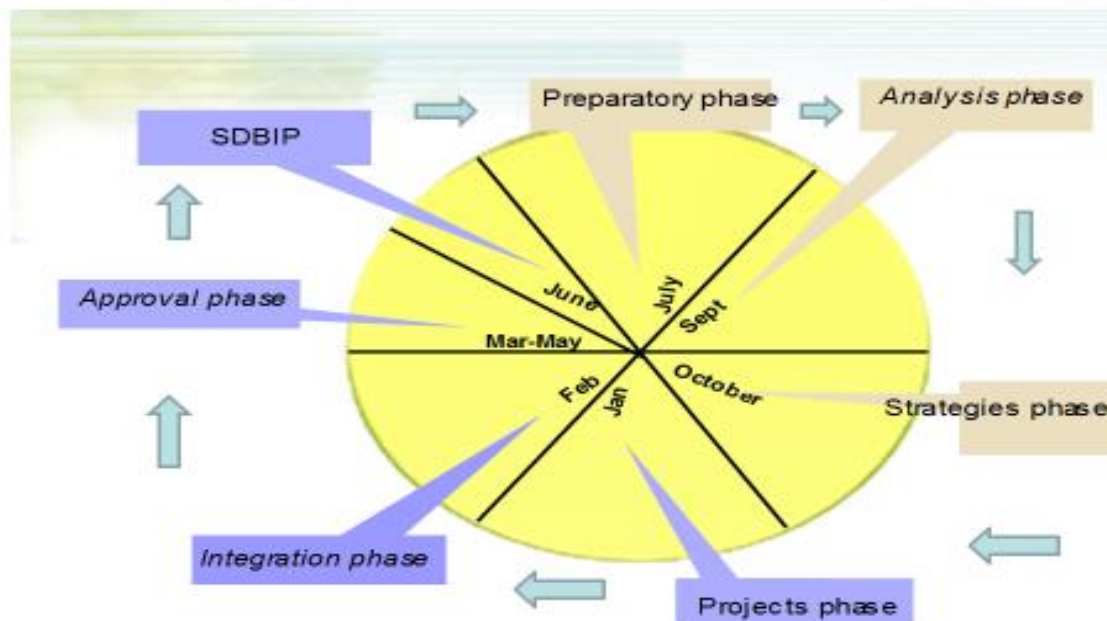 Preparatory phase
Analysis phase
SDBIP
July
Sept
June
Approval phase
Mar-May
October
Strategies phase
Feb
Jan
Integration phase
Projects phase